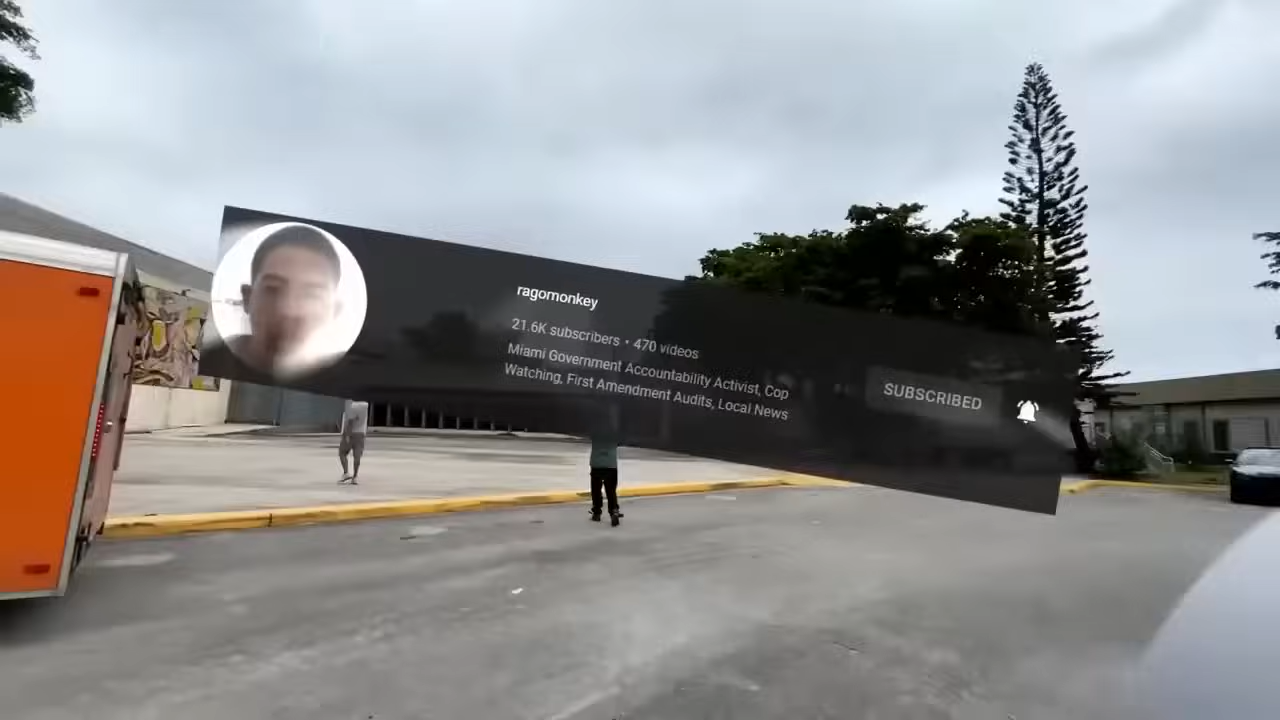 ragomonkey
21.6K subscribers • 470 videos
Miami Government Accountability Activist, Cop
Watching, First Amendment Audits, Local News
SUBSCRIBED